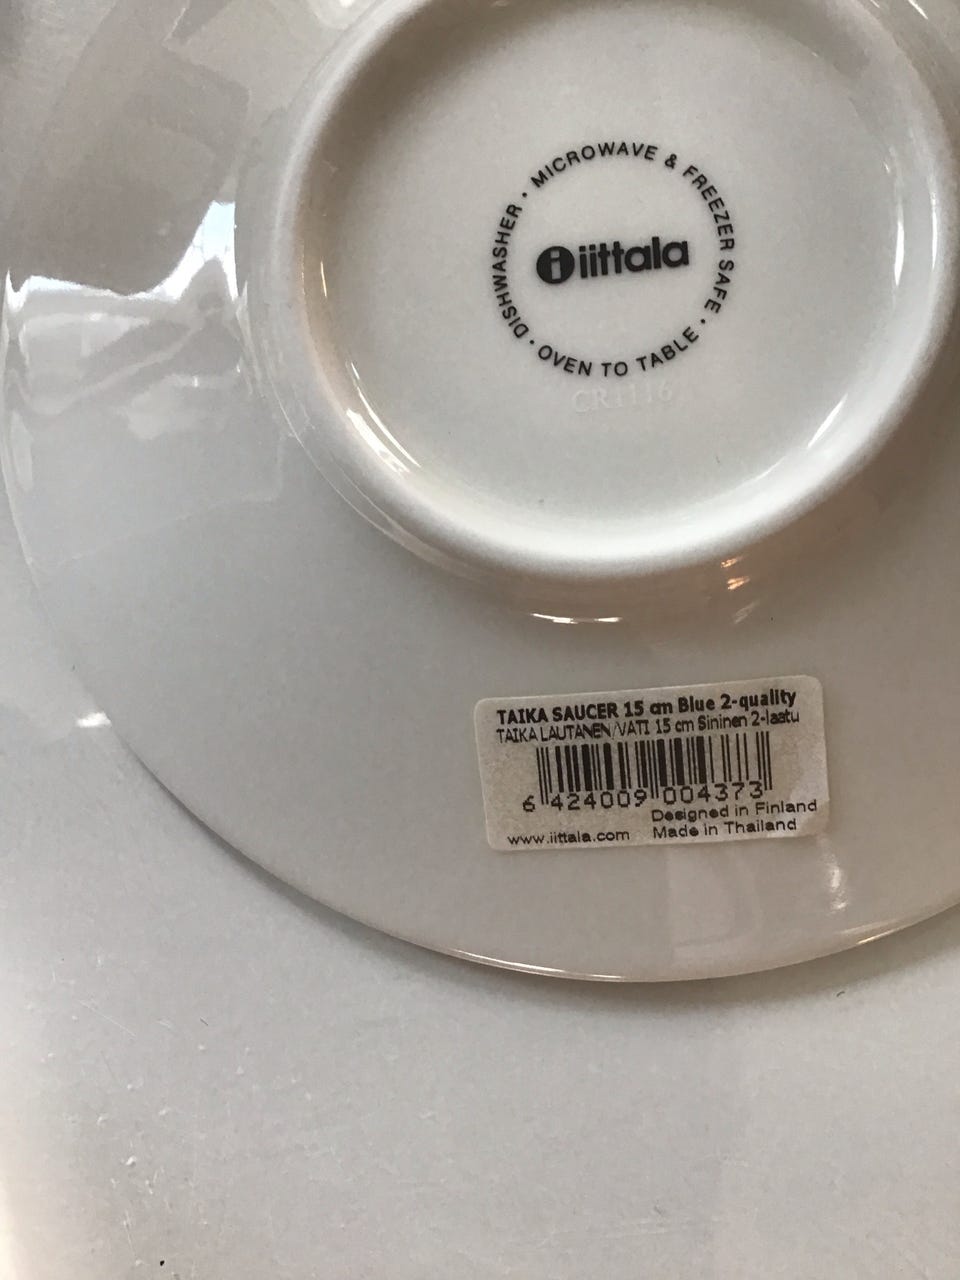 DISHWASHER · MICROWAVE & FREEZER SAFE · OVEN TO TABLE ·
iittala
CR1116
TAIKA SAUCER 15 cm Blue 2-quality
TAIKA LAUTANEN/VATI 15 cm Sininen 2-laatu
6 424009 004373
Designed in Finland
www.iittala.com Made in Thailand